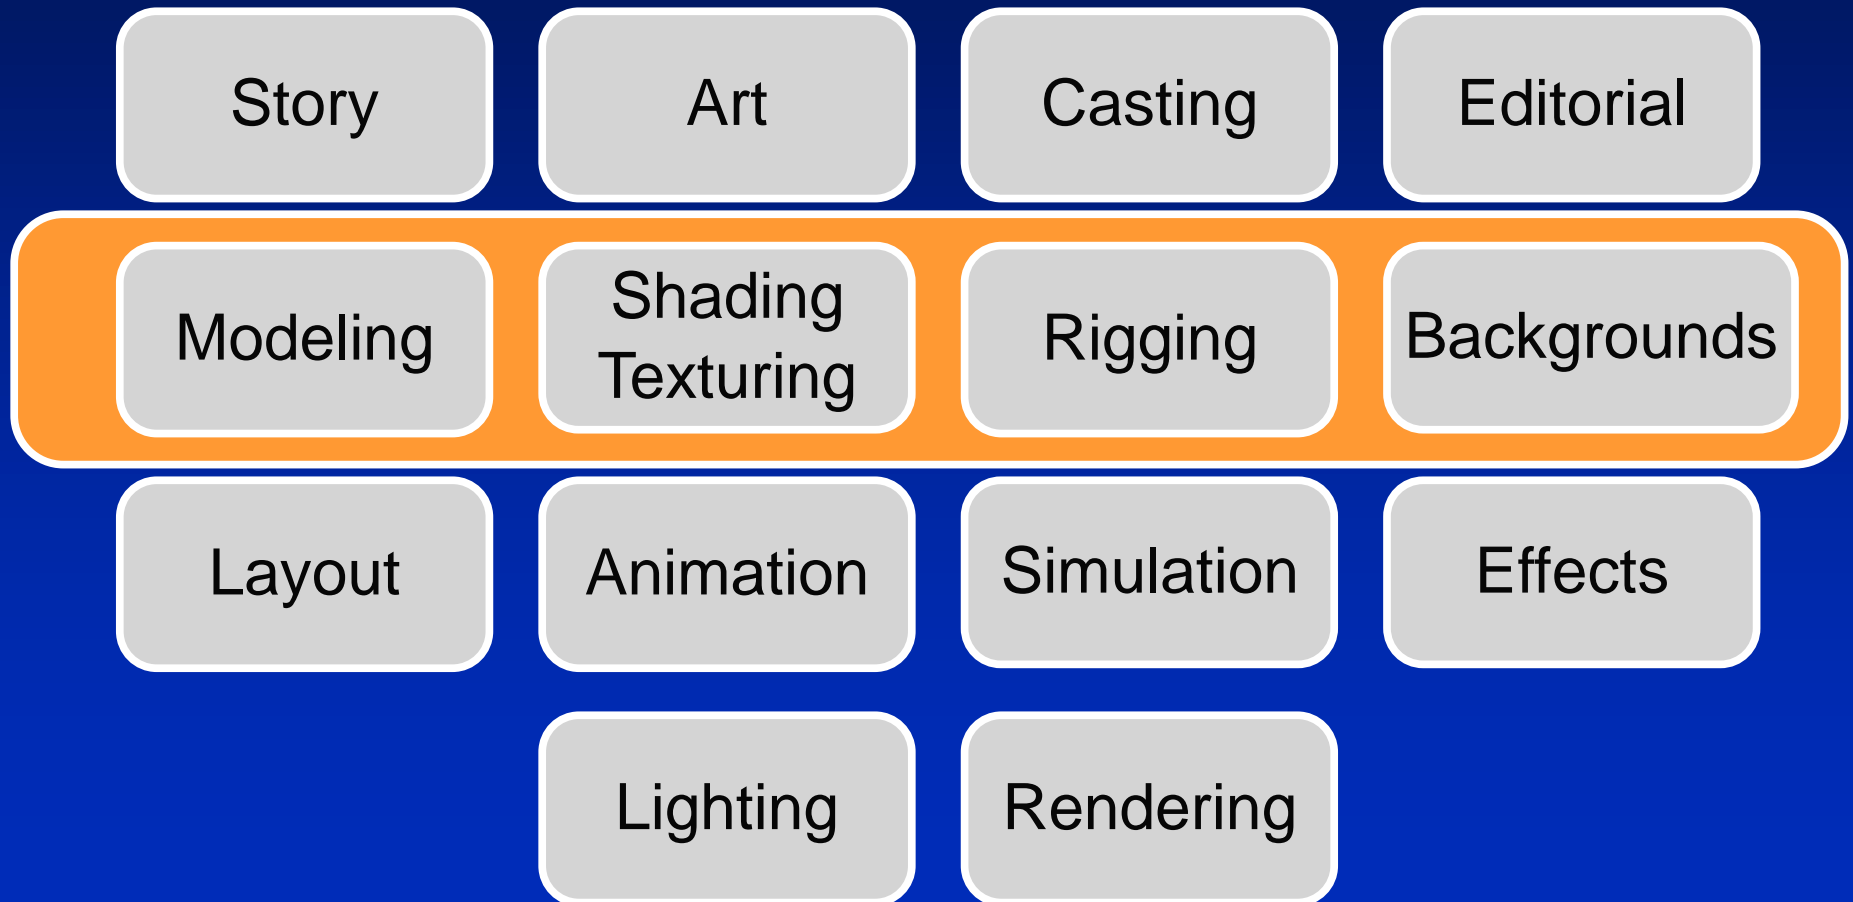 Story
Art
Casting
Editorial
Modeling
Shading
Texturing
Rigging
Backgrounds
Layout
Animation
Simulation
Effects
Lighting
Rendering